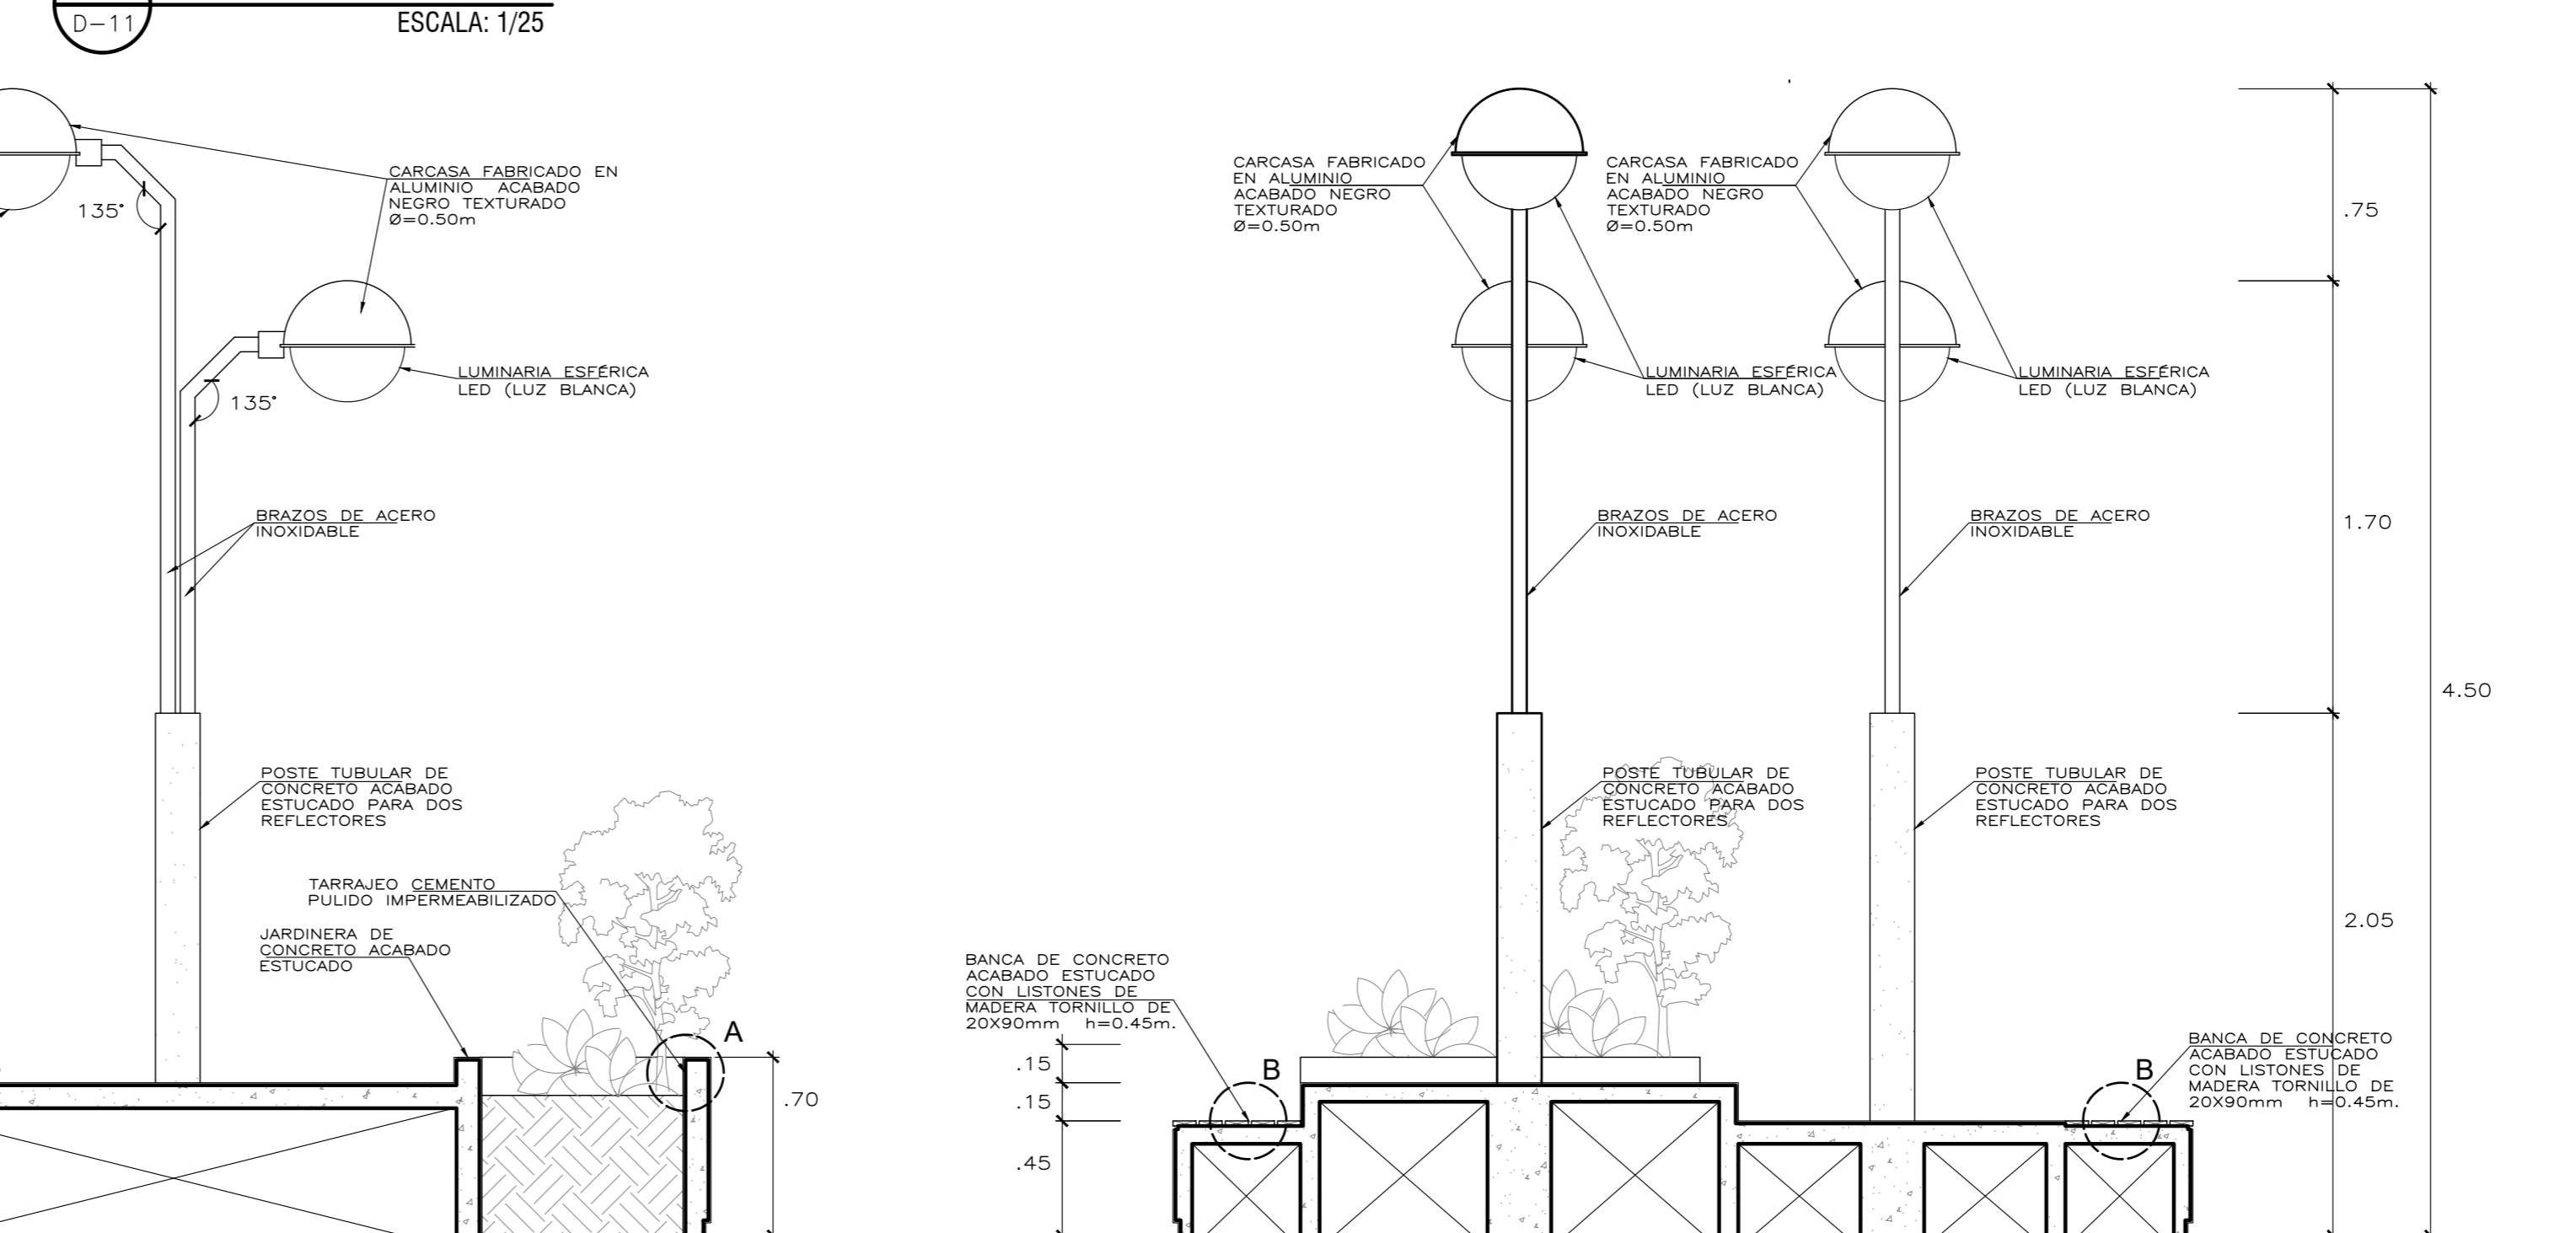 D-11
ESCALA: 1/25
CARCASA FABRICADO EN
ALUMINIO ACABADO
NEGRO TEXTURADO
Ø=0.50m
135°
LUMINARIA ESFÉRICA
LED (LUZ BLANCA)
135°
BRAZOS DE ACERO
INOXIDABLE
POSTE TUBULAR DE
CONCRETO ACABADO
ESTUCADO PARA DOS
REFLECTORES
TARRAJEO CEMENTO
PULIDO IMPERMEABILIZADO
JARDINERA DE
CONCRETO ACABADO
ESTUCADO
A
.70
CARCASA FABRICADO
EN ALUMINIO
ACABADO NEGRO
TEXTURADO
Ø=0.50m
LUMINARIA ESFÉRICA
LED (LUZ BLANCA)
BRAZOS DE ACERO
INOXIDABLE
POSTE TUBULAR DE
CONCRETO ACABADO
ESTUCADO PARA DOS
REFLECTORES
BANCA DE CONCRETO
ACABADO ESTUCADO
CON LISTONES DE
MADERA TORNILLO DE
20X90mm h=0.45m.
.15
.15
.45
B
CARCASA FABRICADO
EN ALUMINIO
ACABADO NEGRO
TEXTURADO
Ø=0.50m
LUMINARIA ESFÉRICA
LED (LUZ BLANCA)
BRAZOS DE ACERO
INOXIDABLE
POSTE TUBULAR DE
CONCRETO ACABADO
ESTUCADO PARA DOS
REFLECTORES
B
BANCA DE CONCRETO
ACABADO ESTUCADO
CON LISTONES DE
MADERA TORNILLO DE
20X90mm h=0.45m.
.75
1.70
2.05
4.50